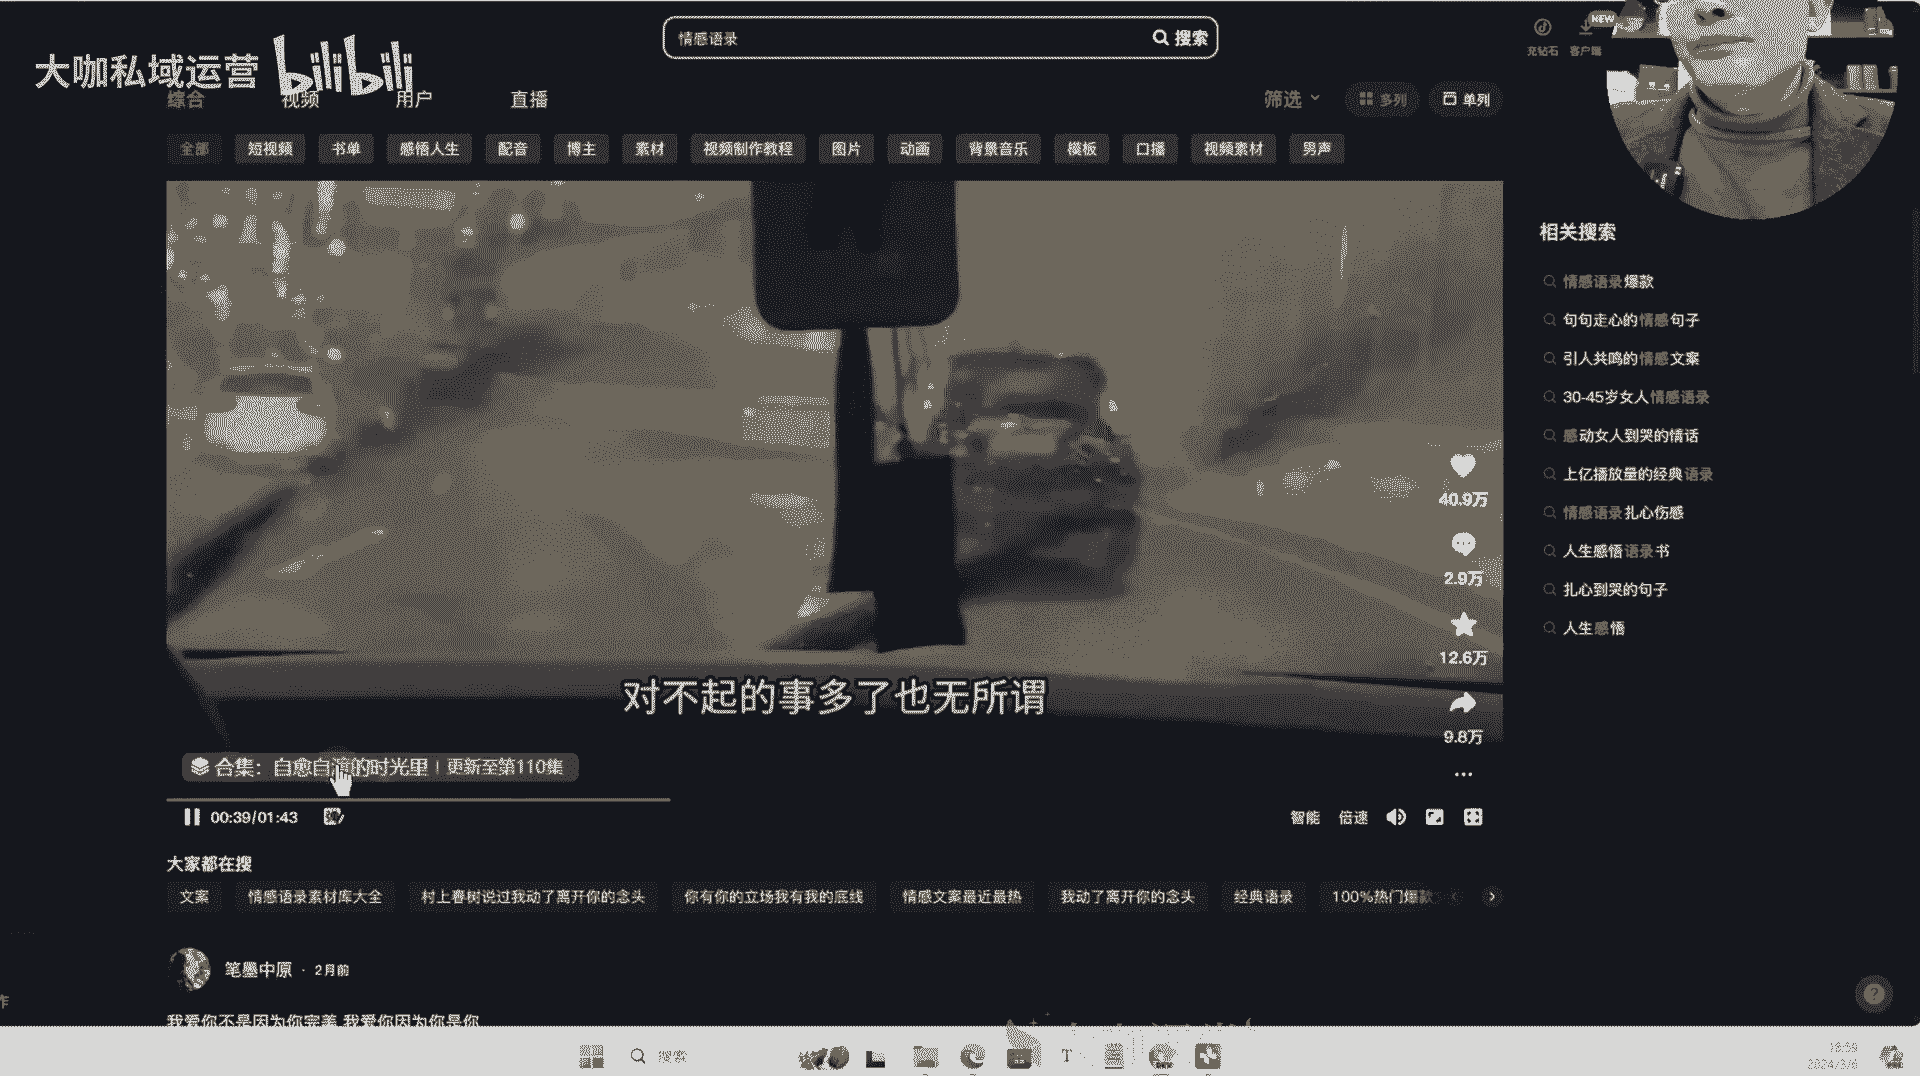 情感语录
搜索
充钻石
NEW
客户端
大咖私域运营 bilibili
综合 视频 用户 直播
筛选 多列 单列
全部 短视频 书单 感悟人生 配音 博主 素材 视频制作教程 图片 动画 背景音乐 模板 口播 视频素材 男声
相关搜索
情感语录爆款
句句走心的情感句子
引人共鸣的情感文案
30-45岁女人情感语录
感动女人到哭的情话
上亿播放量的经典语录
情感语录扎心伤感
人生感悟语录书
扎心到哭的句子
人生感悟
40.9万
2.9万
12.6万
9.8万
对不起的事多了也无所谓
合集：自愈自演的时光里 | 更新至第110集
00:39/01:43
智能 倍速
大家都在搜
文案 情感语录素材库大全 村上春树说过我动了离开你的念头 你有你的立场我有我的底线 情感文案最近最热 我动了离开你的念头 经典语录 100%热门爆款
笔墨中原 · 2月前
作
我爱你不是因为你完美 我爱你因为你是你
搜索
18:59
2024/3/6